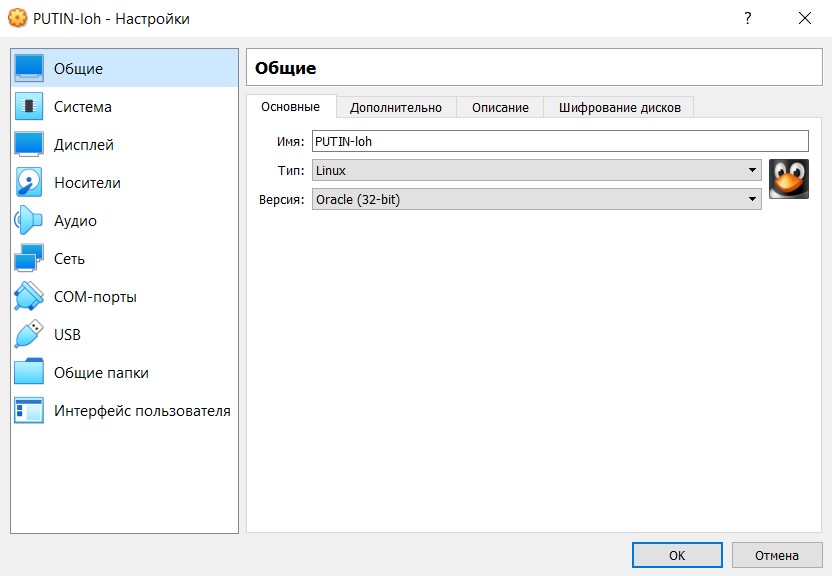 PUTIN-loh - Настройки
?
Общие
Система
Дисплей
Носители
Аудио
Сеть
COM-порты
USB
Общие папки
Интерфейс пользователя
Общие
Основные
Дополнительно
Описание
Шифрование дисков
Имя: PUTIN-loh
Тип: Linux
Версия: Oracle (32-bit)
OK
Отмена